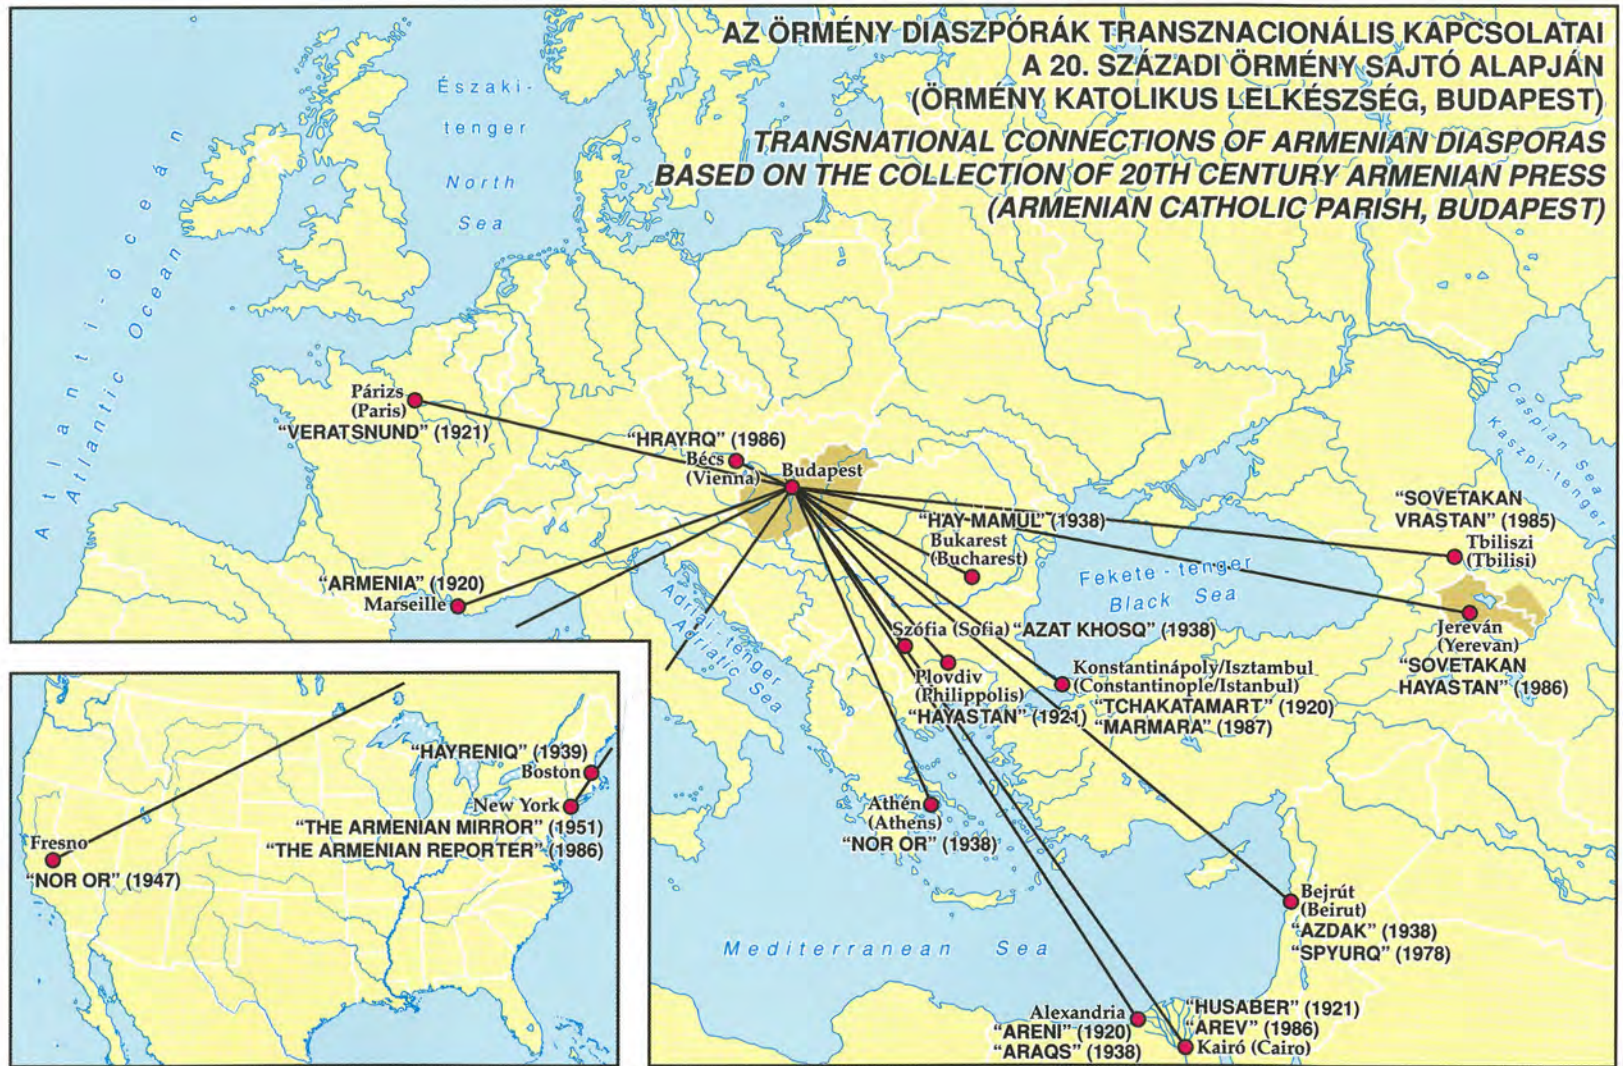 AZ ÖRMÉNY DIASZPÓRÁK TRANSZNACIONÁLIS KAPCSOLATAI
A 20. SZÁZADI ÖRMÉNY SAJTÓ ALAPJÁN
(ÖRMÉNY KATOLIKUS LELKÉSZSÉG, BUDAPEST)
TRANSNATIONAL CONNECTIONS OF ARMENIAN DIASPORAS
BASED ON THE COLLECTION OF 20TH CENTURY ARMENIAN PRESS
(ARMENIAN CATHOLIC PARISH, BUDAPEST)
Északi-
tenger
North
Sea
Atlanti-óceán
Atlantic Ocean
Párizs
(Paris)
"VERATSNUND" (1921)
"HRAYRQ" (1986)
Bécs
(Vienna)
Budapest
Caspian Sea
Kaszpi-tenger
"SOVETAKAN
VRASTAN" (1985)
Tbiliszi
(Tbilisi)
"HAY MAMUL" (1938)
Bukarest
(Bucharest)
Fekete-tenger
Black Sea
"ARMENIA" (1920)
Marseille
Adriai-tenger
Adriatic Sea
Szófia (Sofia) "AZAT KHOSQ" (1938)
Jereván
(Yerevan)
"SOVETAKAN
HAYASTAN" (1986)
Plovdiv
(Philippolis)
"HAYASTAN" (1921)
Konstantinápoly/Isztambul
(Constantinople/Istanbul)
"TCHAKATAMART" (1920)
"MARMARA" (1987)
"HAYRENIQ" (1939)
Boston
New York
"THE ARMENIAN MIRROR" (1951)
"THE ARMENIAN REPORTER" (1986)
Fresno
"NOR OR" (1947)
Athén
(Athens)
"NOR OR" (1938)
Bejrút
(Beirut)
"AZDAK" (1938)
"SPYURQ" (1978)
Mediterranean Sea
Alexandria
"ARENI" (1920)
"ARAQS" (1938)
"HUSABER" (1921)
"AREV" (1986)
Kairó (Cairo)